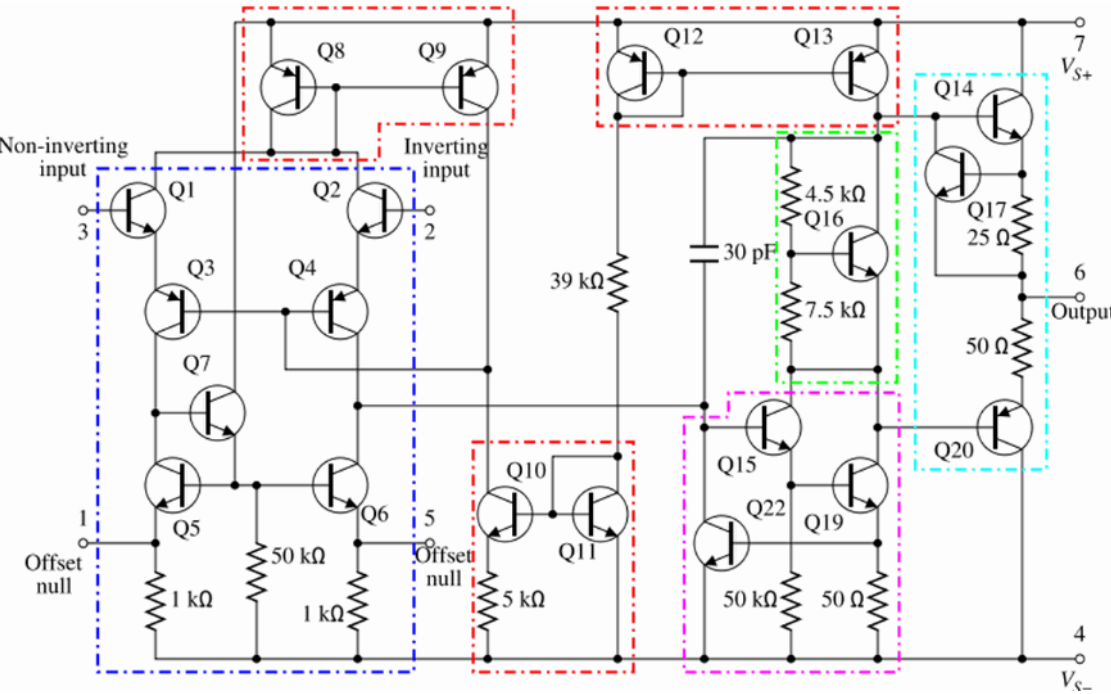 Q8
Q9
Q12
Q13
7
V_S+
Q14
Non-inverting
input
Inverting
input
Q1
Q2
3
2
4.5 kΩ
Q16
Q17
25 Ω
30 pF
Q3
Q4
39 kΩ
6
Output
7.5 kΩ
50 Ω
Q7
Q15
Q20
Q10
Q5
Q6
Q22
Q19
1
5
Q11
Offset
null
Offset
null
50 kΩ
1 kΩ
1 kΩ
5 kΩ
50 kΩ
50 Ω
4
V_S−